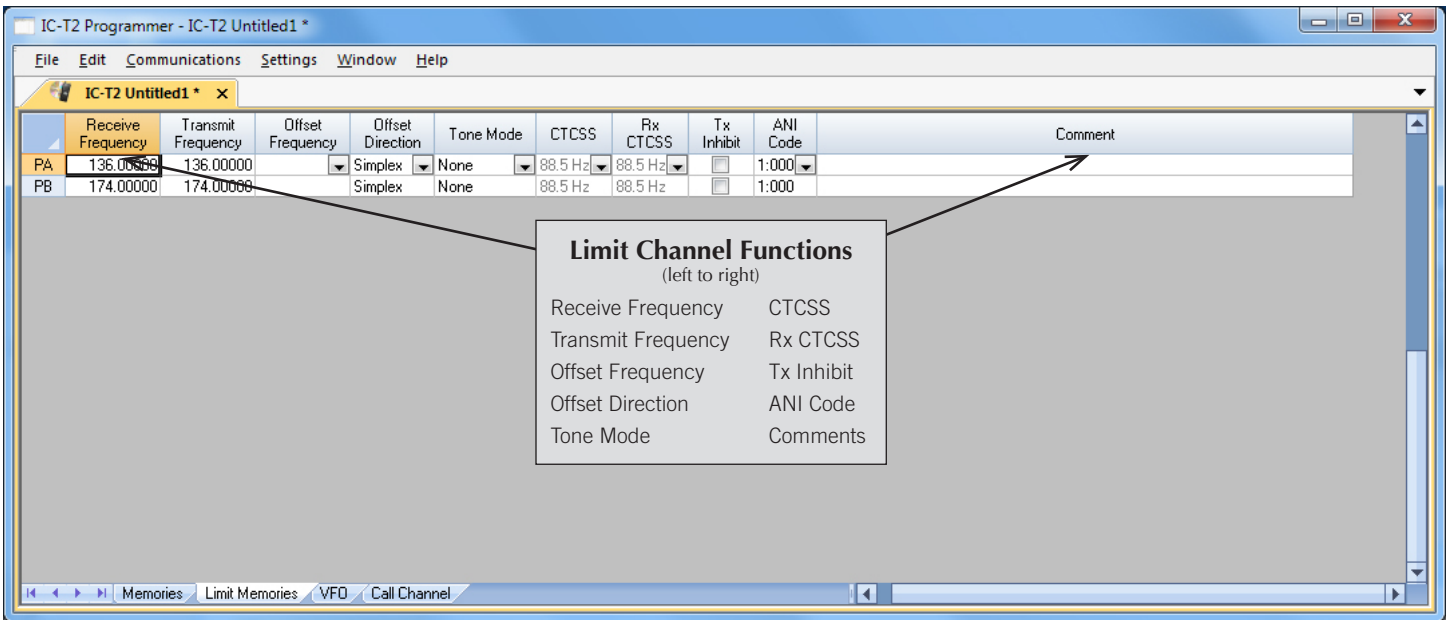 IC-T2 Programmer - IC-T2 Untitled1 *
File Edit Communications Settings Window Help
IC-T2 Untitled1 * x
Receive Frequency Transmit Frequency Offset Frequency Offset Direction Tone Mode CTCSS Rx CTCSS Tx Inhibit ANI Code Comment
PA 136.00000 136.00000 Simplex None 88.5 Hz 88.5 Hz 1:000
PB 174.00000 174.00000 Simplex None 88.5 Hz 88.5 Hz 1:000
Limit Channel Functions
(left to right)
Receive Frequency CTCSS
Transmit Frequency Rx CTCSS
Offset Frequency Tx Inhibit
Offset Direction ANI Code
Tone Mode Comments
Memories Limit Memories VFO Call Channel